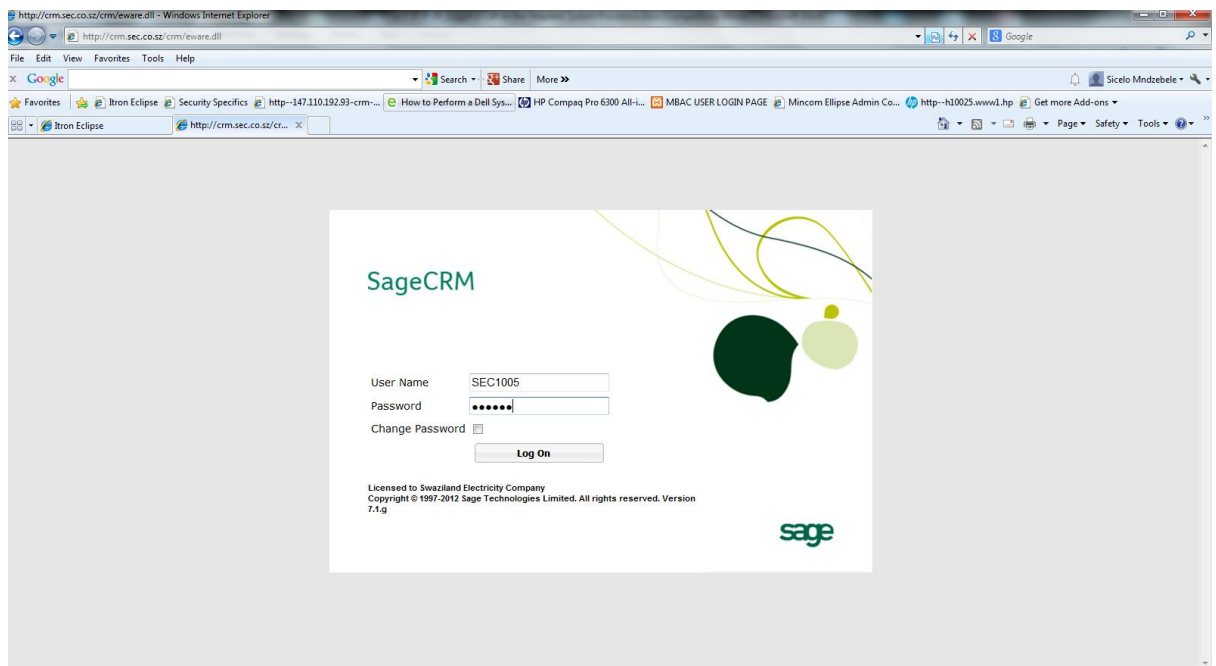 http://crm.sec.co.sz/crm/eware.dll - Windows Internet Explorer
http://crm.sec.co.sz/crm/eware.dll
Google
File Edit View Favorites Tools Help
x Google Search Share More » Sicelo Mndzebele
Favorites Itron Eclipse Security Specifics http--147.110.192.93-crm-... How to Perform a Dell Sys... HP Compaq Pro 6300 All-i... MBAC USER LOGIN PAGE Mincom Ellipse Admin Co... http--h10025.www1.hp Get more Add-ons
Itron Eclipse http://crm.sec.co.sz/cr... x Page Safety Tools
SageCRM
User Name SEC1005
Password ••••••
Change Password
Log On
Licensed to Swaziland Electricity Company
Copyright © 1997-2012 Sage Technologies Limited. All rights reserved. Version
7.1.g
sage